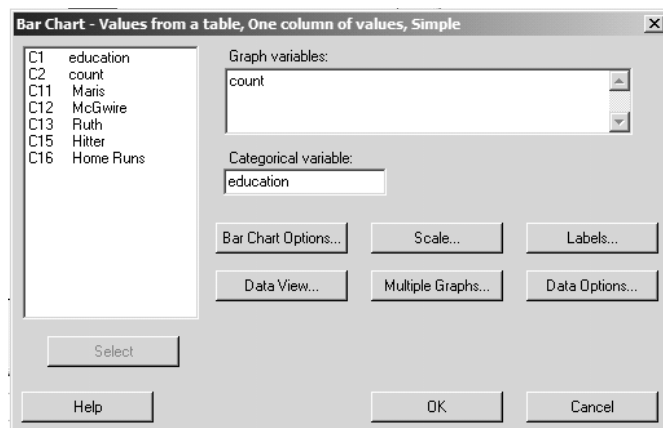 Bar Chart - Values from a table, One column of values, Simple
C1 education
C2 count
C11 Maris
C12 McGwire
C13 Ruth
C15 Hitter
C16 Home Runs
Graph variables:
count
Categorical variable:
education
Bar Chart Options... Scale... Labels...
Data View... Multiple Graphs... Data Options...
Select
Help OK Cancel